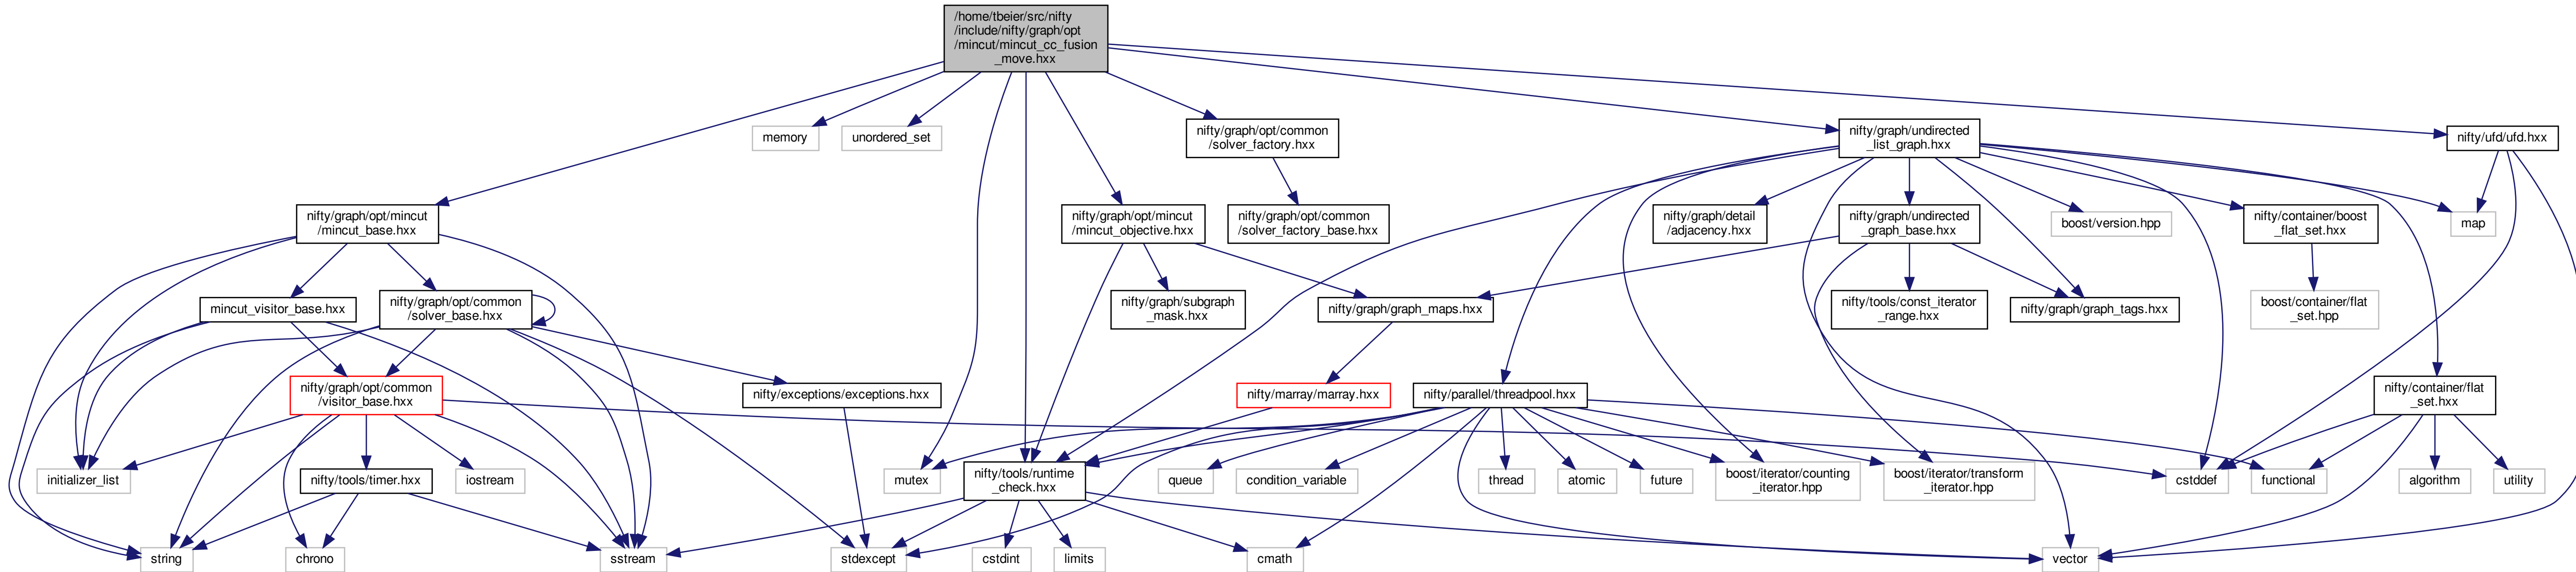 /home/tbeier/src/nifty
/include/nifty/graph/opt
/mincut/mincut_cc_fusion
_move.hxx
memory
unordered_set
nifty/graph/opt/common
/solver_factory.hxx
nifty/graph/undirected
_list_graph.hxx
nifty/ufd/ufd.hxx
nifty/graph/opt/mincut
/mincut_base.hxx
nifty/graph/opt/mincut
/mincut_objective.hxx
nifty/graph/opt/common
/solver_factory_base.hxx
nifty/graph/detail
/adjacency.hxx
nifty/graph/undirected
_graph_base.hxx
boost/version.hpp
nifty/container/boost
_flat_set.hxx
map
mincut_visitor_base.hxx
nifty/graph/opt/common
/solver_base.hxx
nifty/graph/subgraph
_mask.hxx
nifty/graph/graph_maps.hxx
nifty/tools/const_iterator
_range.hxx
nifty/graph/graph_tags.hxx
boost/container/flat
_set.hpp
nifty/graph/opt/common
/visitor_base.hxx
nifty/exceptions/exceptions.hxx
nifty/marray/marray.hxx
nifty/parallel/threadpool.hxx
nifty/container/flat
_set.hxx
initializer_list
nifty/tools/timer.hxx
iostream
mutex
nifty/tools/runtime
_check.hxx
queue
condition_variable
thread
atomic
future
boost/iterator/counting
_iterator.hpp
boost/iterator/transform
_iterator.hpp
cstddef
functional
algorithm
utility
string
chrono
sstream
stdexcept
cstdint
limits
cmath
vector